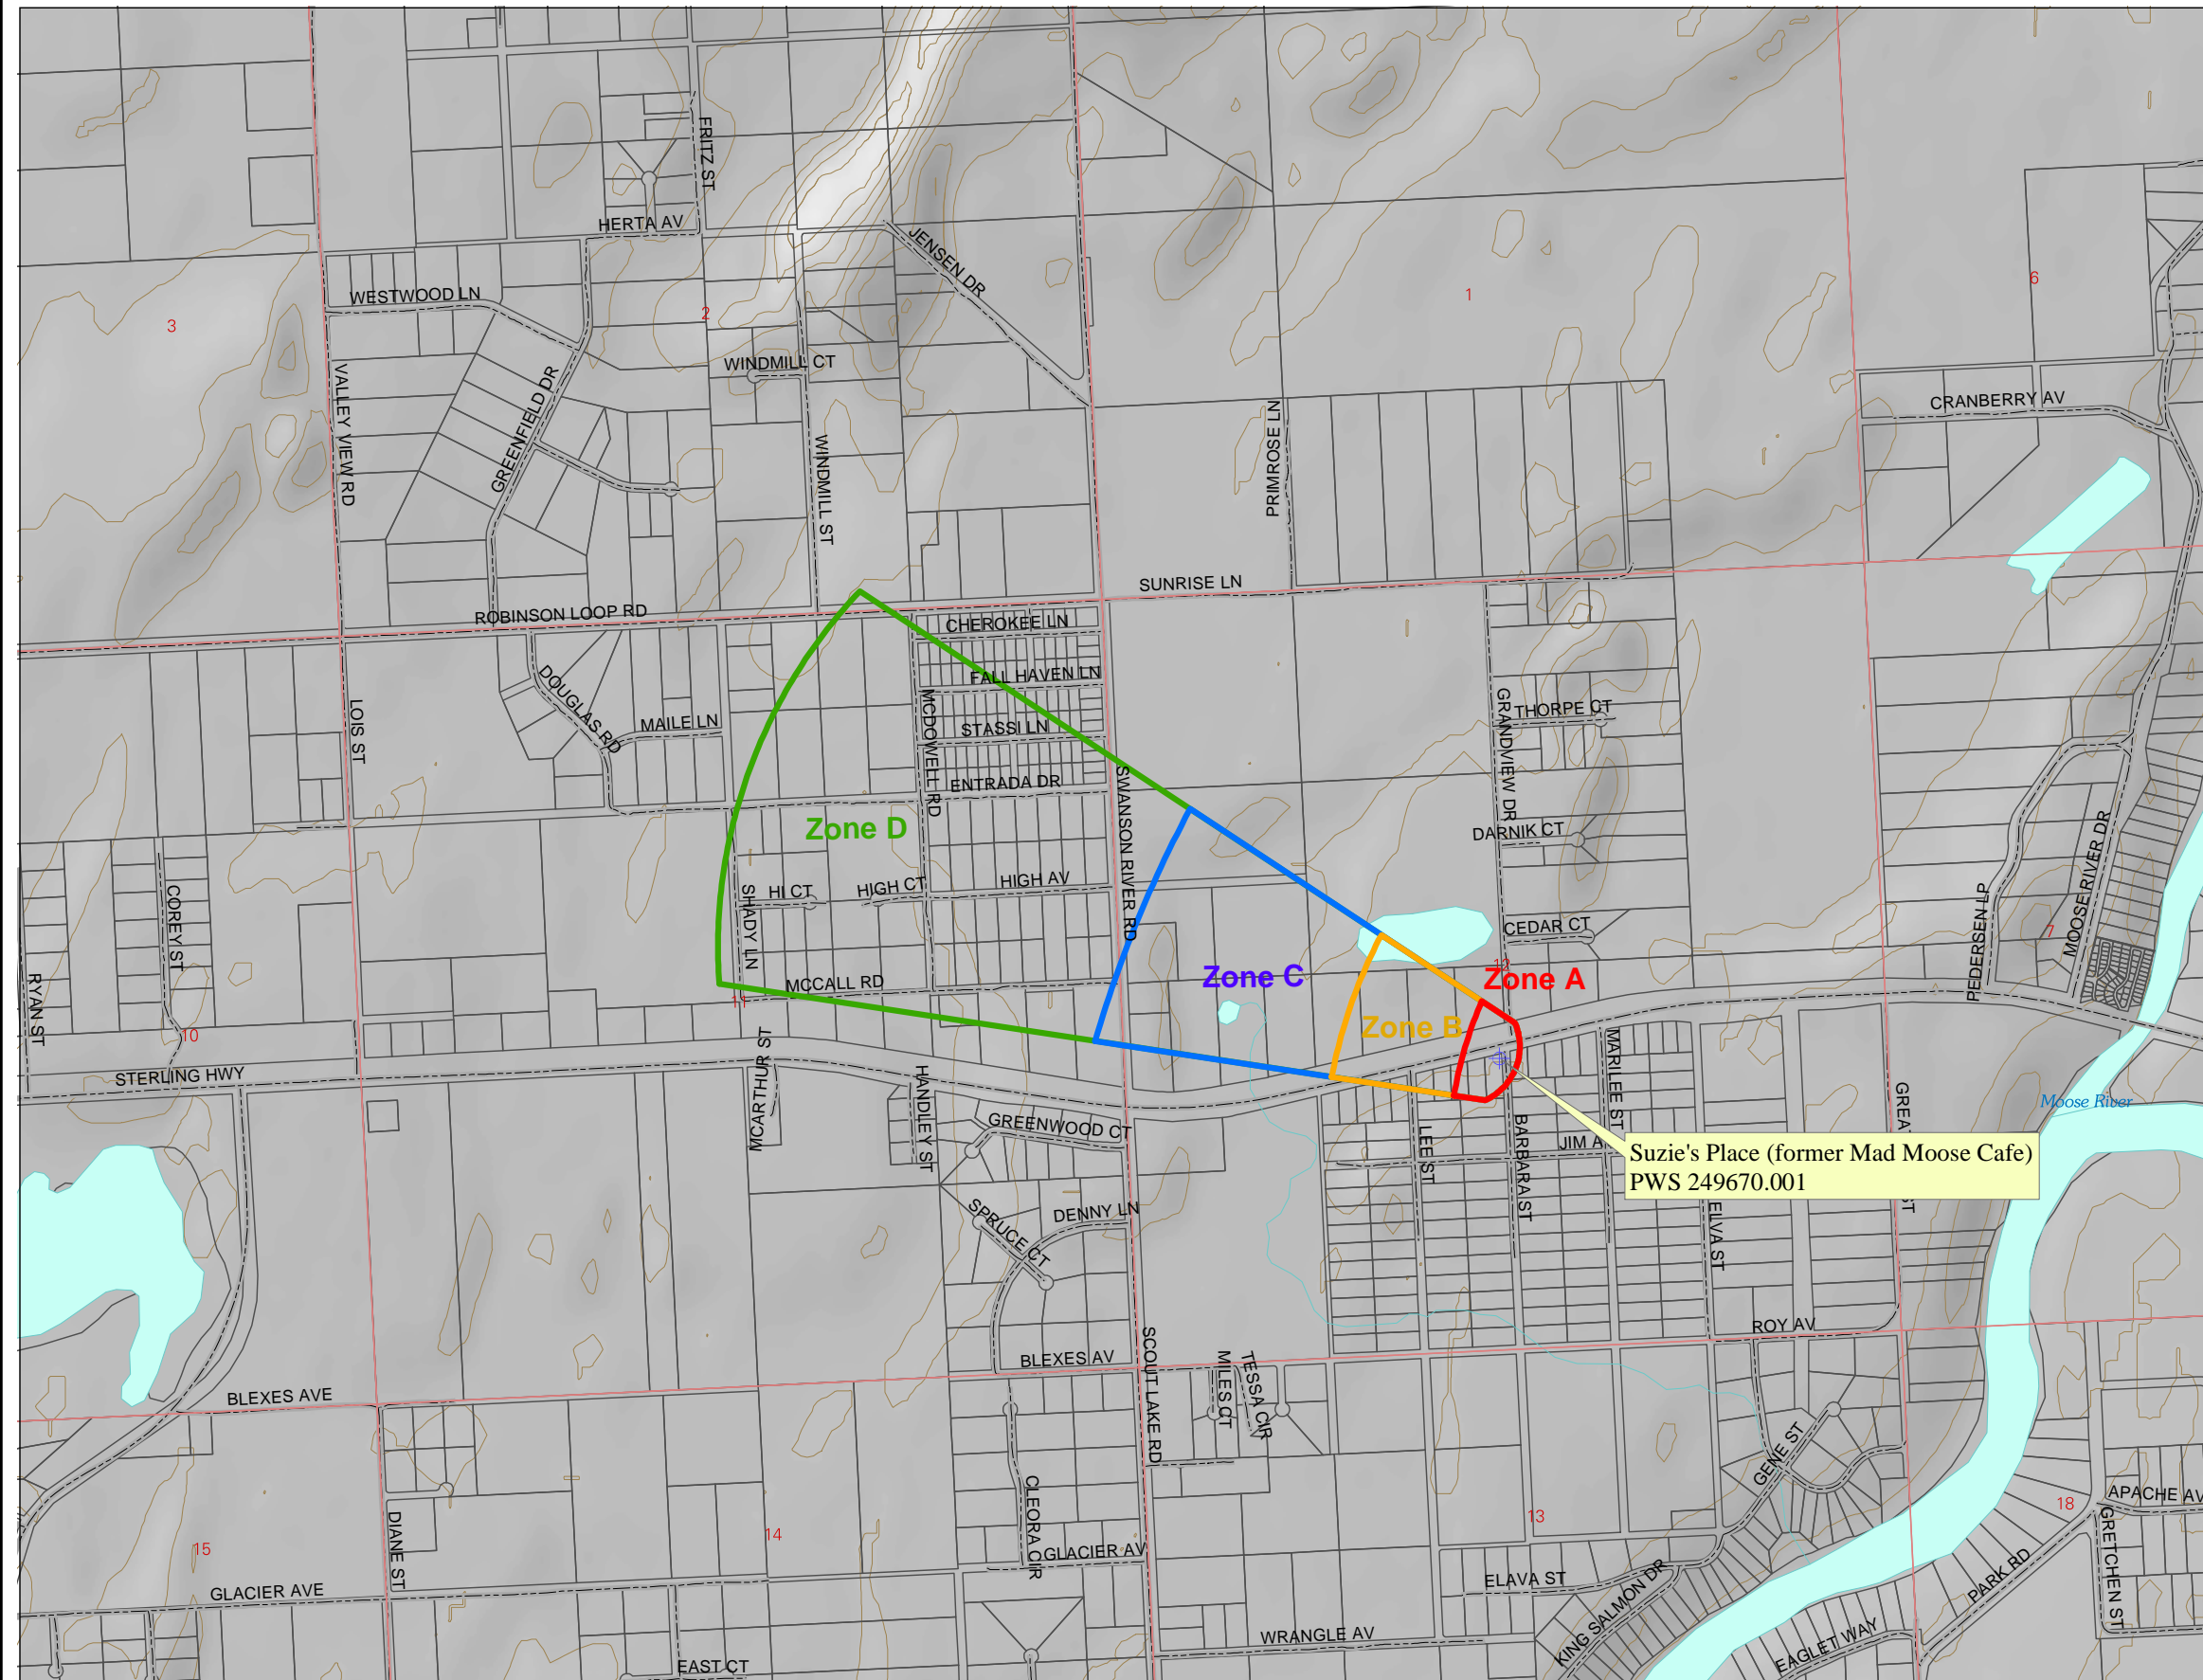 FRITZ ST
HERTA AV
JENSEN DR
WESTWOOD LN
3
2
1
6
WINDMILL CT
VALLEY VIEW RD
GREENFIELD DR
WINDMILL ST
PRIMROSE LN
CRANBERRY AV
SUNRISE LN
ROBINSON LOOP RD
CHEROKEE LN
FALL HAVEN LN
DOUGLAS RD
MAILE LN
LOIS ST
MCDOWELL RD
STASSI LN
GRANDVIEW DR
THORPE CT
ENTRADA DR
SWANSON RIVER RD
Zone D
DARNIK CT
MOOSE RIVER DR
COREY ST
SHADY LN
HI CT
HIGH CT
HIGH AV
PEDERSEN LP
7
CEDAR CT
12
Zone C
Zone A
RYAN ST
MCCALL RD
11
10
Zone B
MCARTHUR ST
MARILEE ST
STERLING HWY
HANDLEY ST
GREENWOOD CT
Moose River
LEE ST
BARBARA ST
JIM A
GREAT
ST
Suzie's Place (former Mad Moose Cafe)
PWS 249670.001
SPRUCE CT
DENNY LN
ELVA ST
ROY AV
BLEXES AV
SCOUT LAKE RD
MILES CT
TESSA CIR
BLEXES AVE
GENE ST
CLEORA CIR
DIANE ST
15
14
13
18
APACHE AV
GRETCHEN ST
GLACIER AV
GLACIER AVE
ELAVA ST
KING SALMON DR
PARK RD
WRANGLE AV
EAGLET WAY
EAST CT